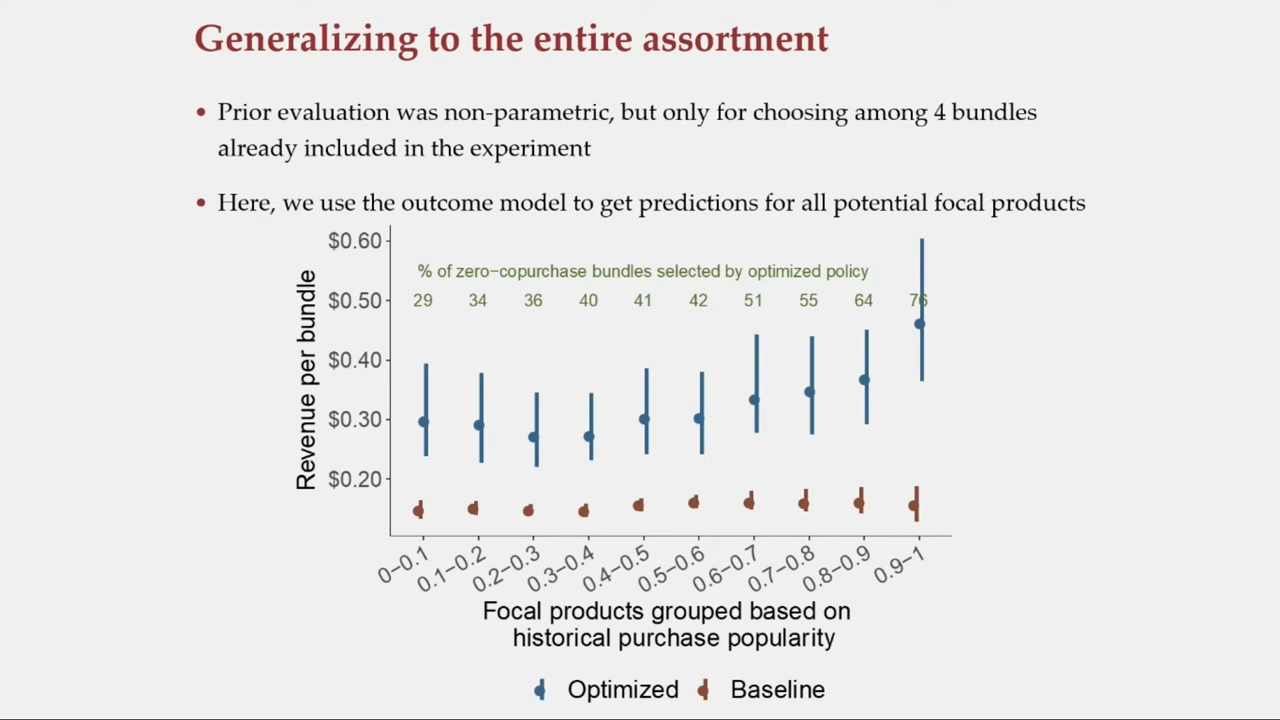 Generalizing to the entire assortment
• Prior evaluation was non-parametric, but only for choosing among 4 bundles
already included in the experiment
• Here, we use the outcome model to get predictions for all potential focal products
Revenue per bundle
$0.60
$0.50
$0.40
$0.30
$0.20
% of zero−copurchase bundles selected by optimized policy
29 34 36 40 41 42 51 55 64 76
0−0.1 0.1−0.2 0.2−0.3 0.3−0.4 0.4−0.5 0.5−0.6 0.6−0.7 0.7−0.8 0.8−0.9 0.9−1
Focal products grouped based on
historical purchase popularity
Optimized Baseline